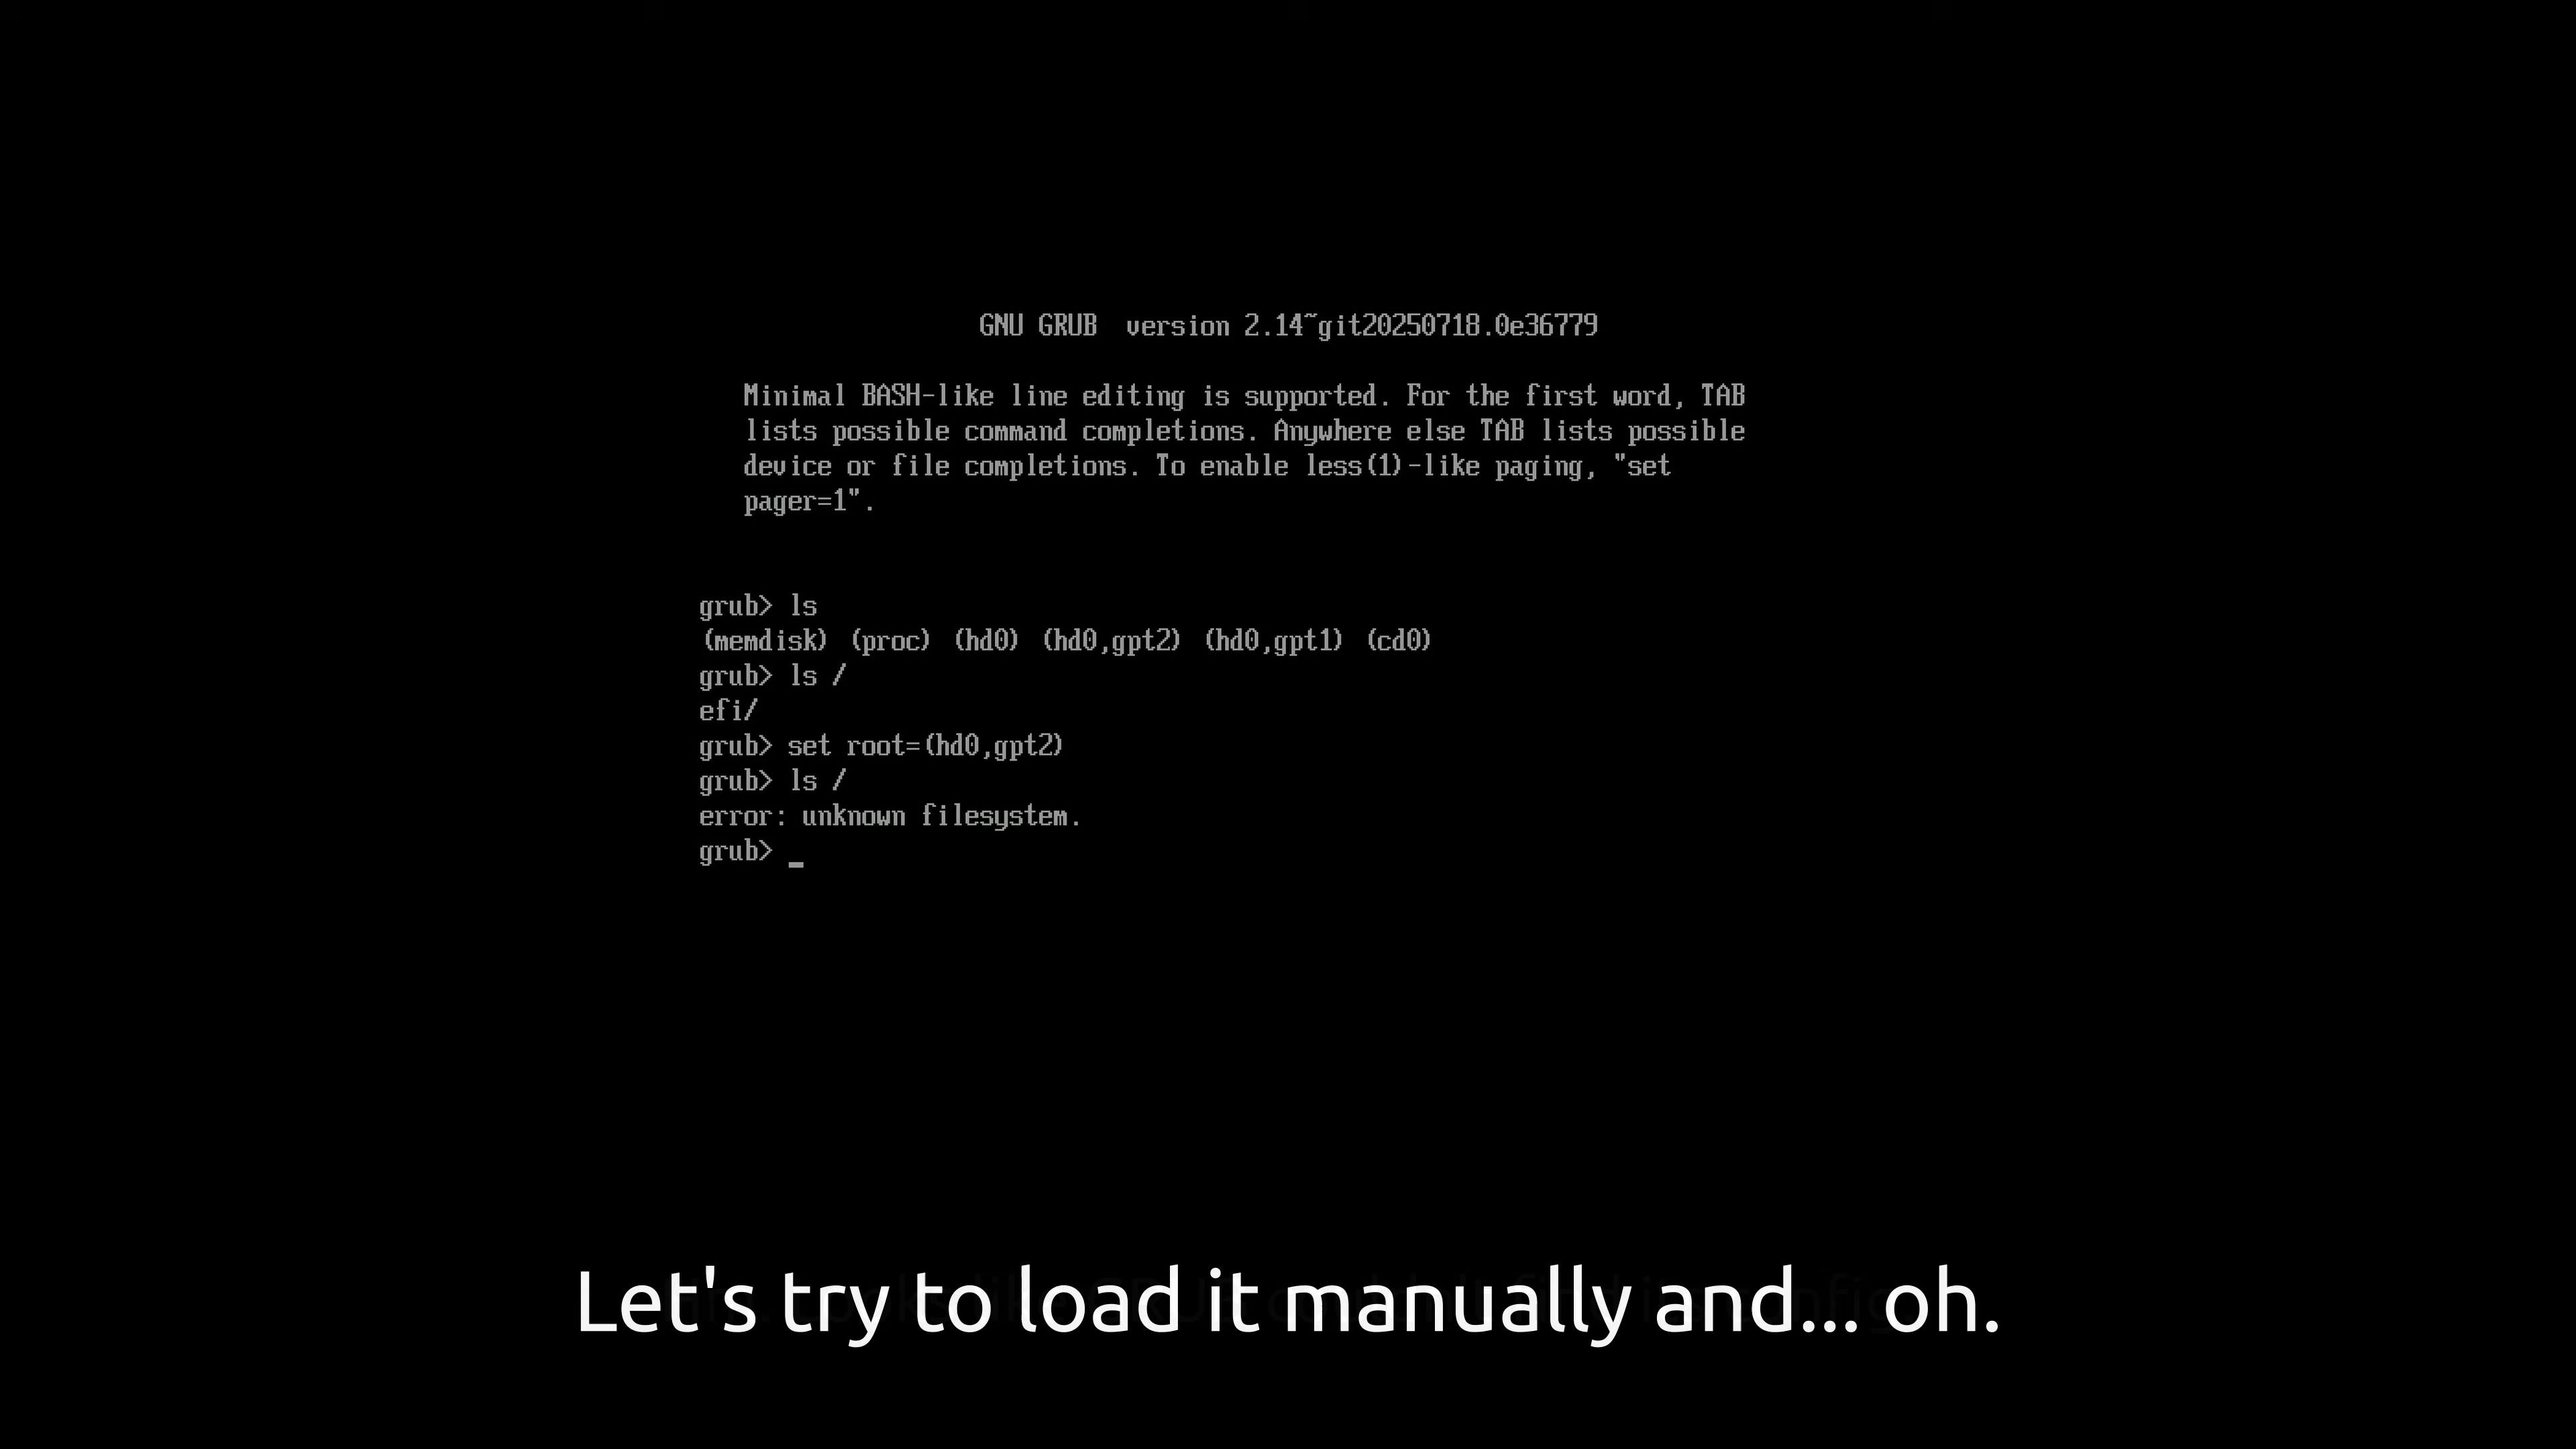 GNU GRUB  version 2.14~git20250718.0e36779
Minimal BASH-like line editing is supported. For the first word, TAB
lists possible command completions. Anywhere else TAB lists possible
device or file completions. To enable less(1)-like paging, "set
pager=1".
grub> ls
(memdisk) (proc) (hd0) (hd0,gpt2) (hd0,gpt1) (cd0)
grub> ls /
efi/
grub> set root=(hd0,gpt2)
grub> ls /
error: unknown filesystem.
grub> _
Let's try to load it manually and... oh.